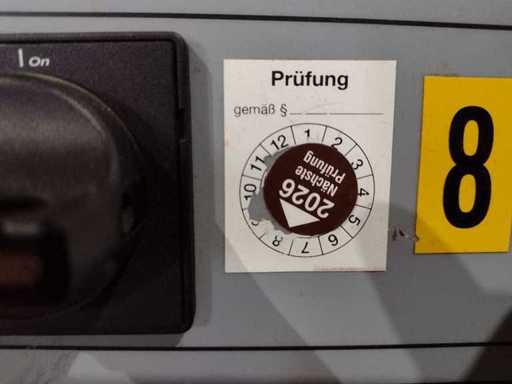 I On
Prüfung
gemäß §
12 1 2 3 4 5 6 7 8 9 10 11
Nächste
Prüfung
2026
8